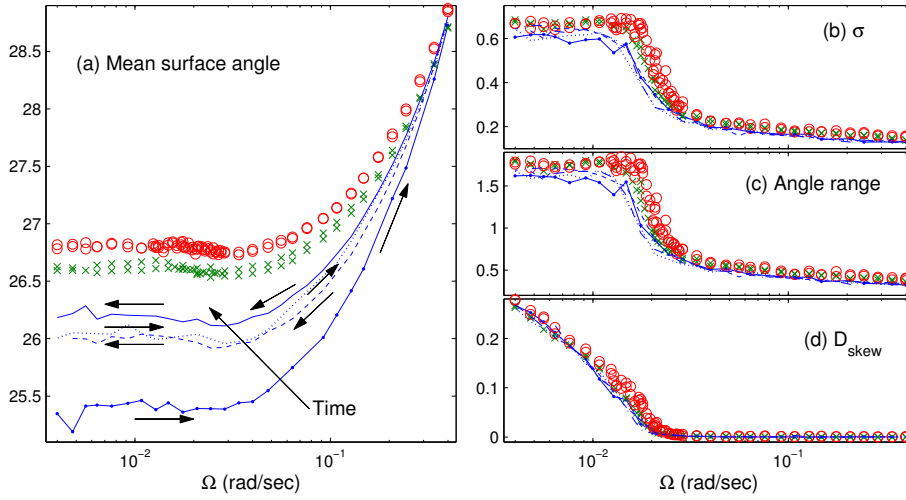 (a) Mean surface angle
28.5
28
27.5
27
26.5
26
25.5
Time
10⁻² 10⁻¹
Ω (rad/sec)
(b) σ
0.6
0.4
0.2
(c) Angle range
1.5
1
0.5
(d) D_skew
0.2
0.1
0
10⁻² 10⁻¹
Ω (rad/sec)